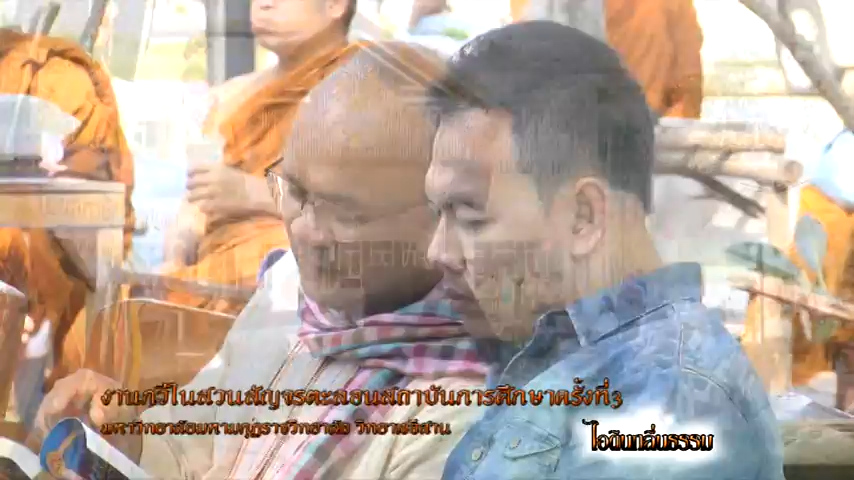 งานกวีในสวนสัญจรตะลอนสถาบันการศึกษาครั้งที่3
มหาวิทยาลัยมหามกุฏราชวิทยาลัย วิทยาเขอีสาน
ไอดินกลิ่นธรรม